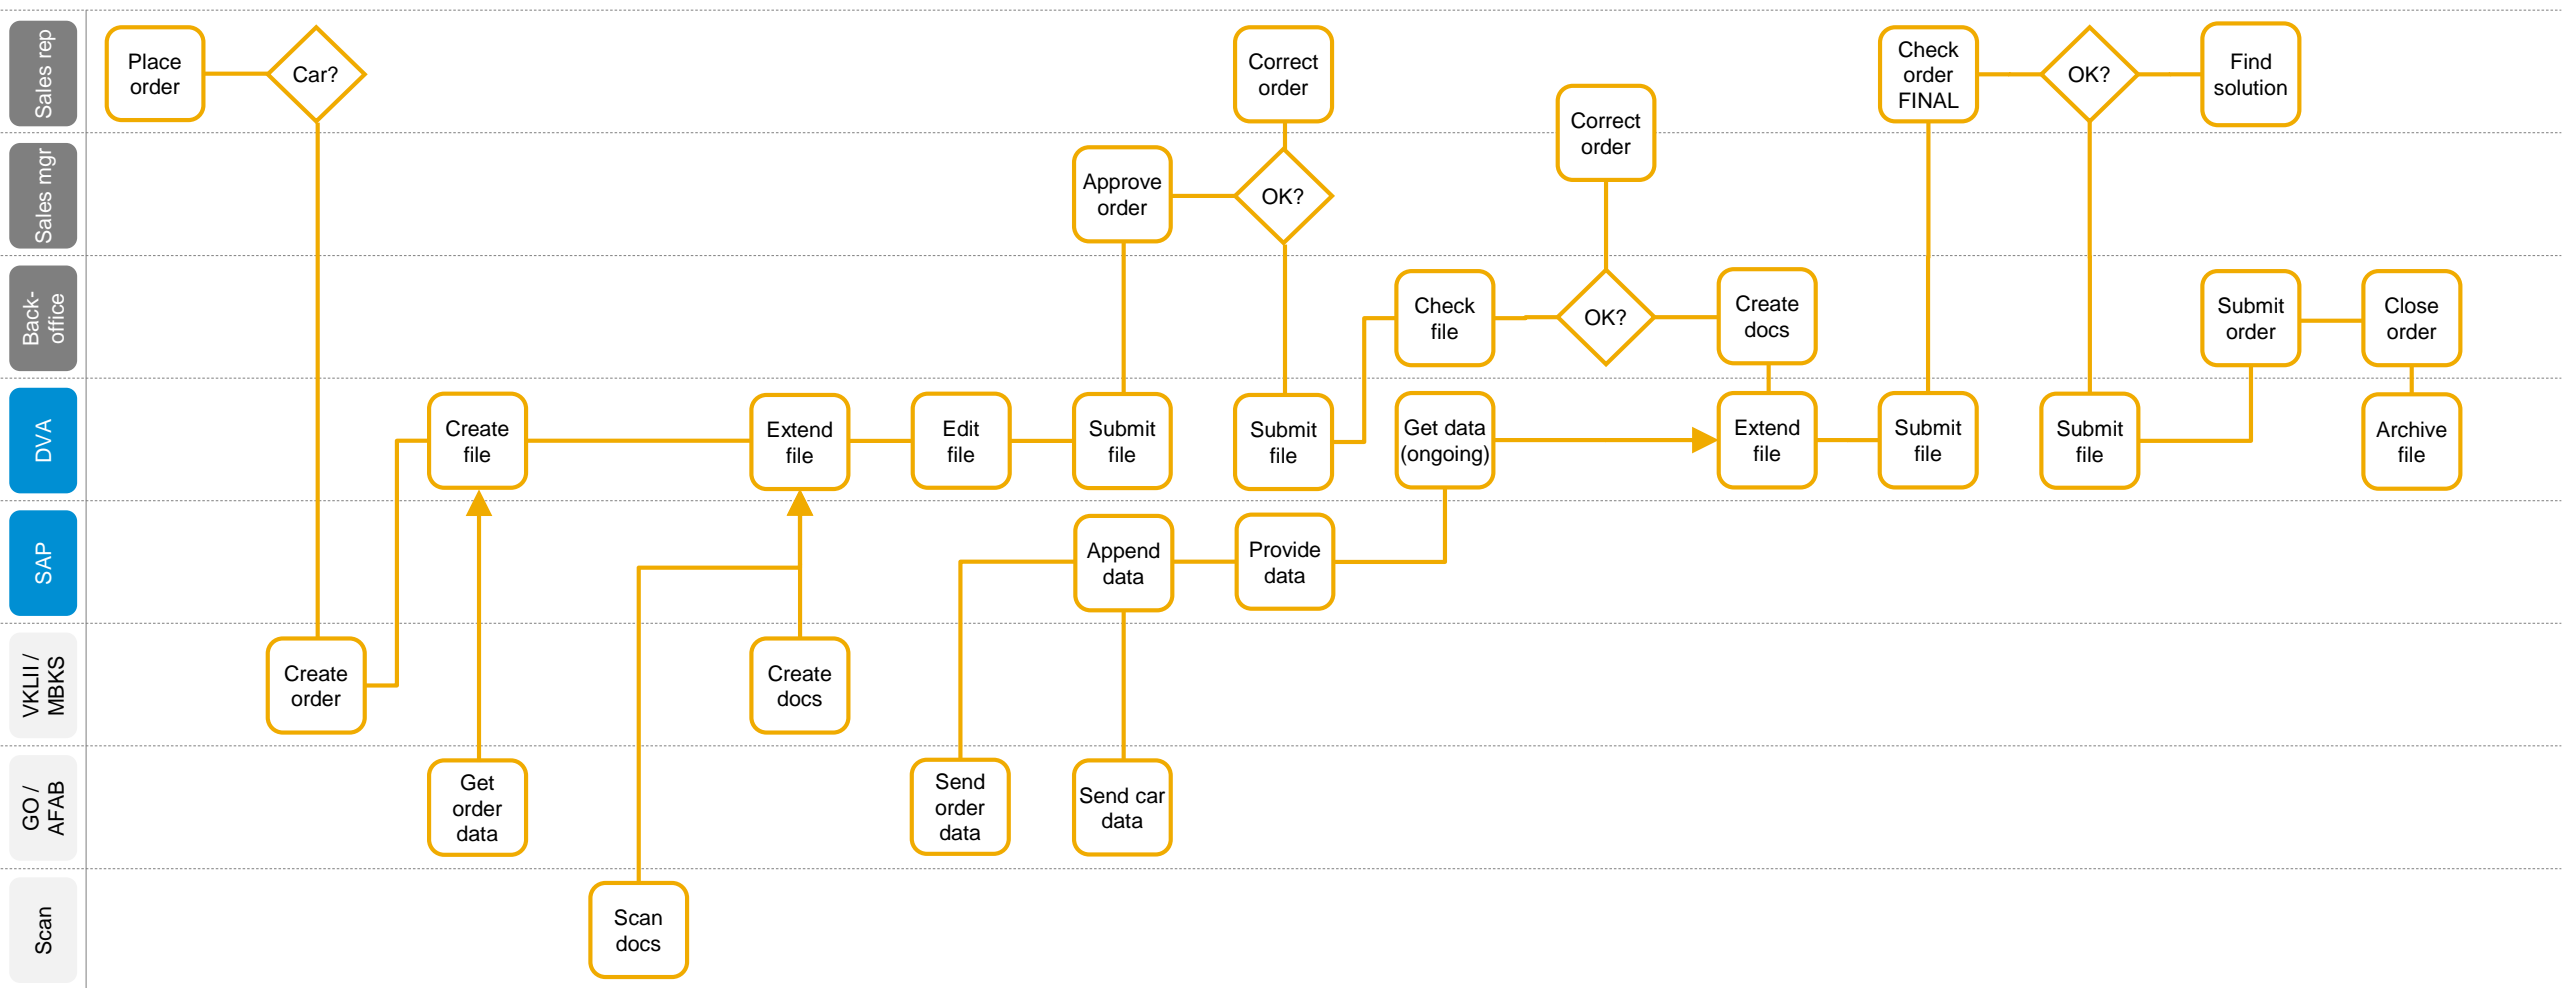 Sales rep
Place
order
Car?
Correct
order
Check
order
FINAL
OK?
Find
solution
Sales mgr
Approve
order
OK?
Correct
order
Back-
office
Check
file
OK?
Create
docs
Submit
order
Close
order
DVA
Create
file
Extend
file
Edit
file
Submit
file
Submit
file
Get data
(ongoing)
Extend
file
Submit
file
Submit
file
Archive
file
SAP
Append
data
Provide
data
VKLII /
MBKS
Create
order
Create
docs
GO /
AFAB
Get
order
data
Send
order
data
Send car
data
Scan
Scan
docs